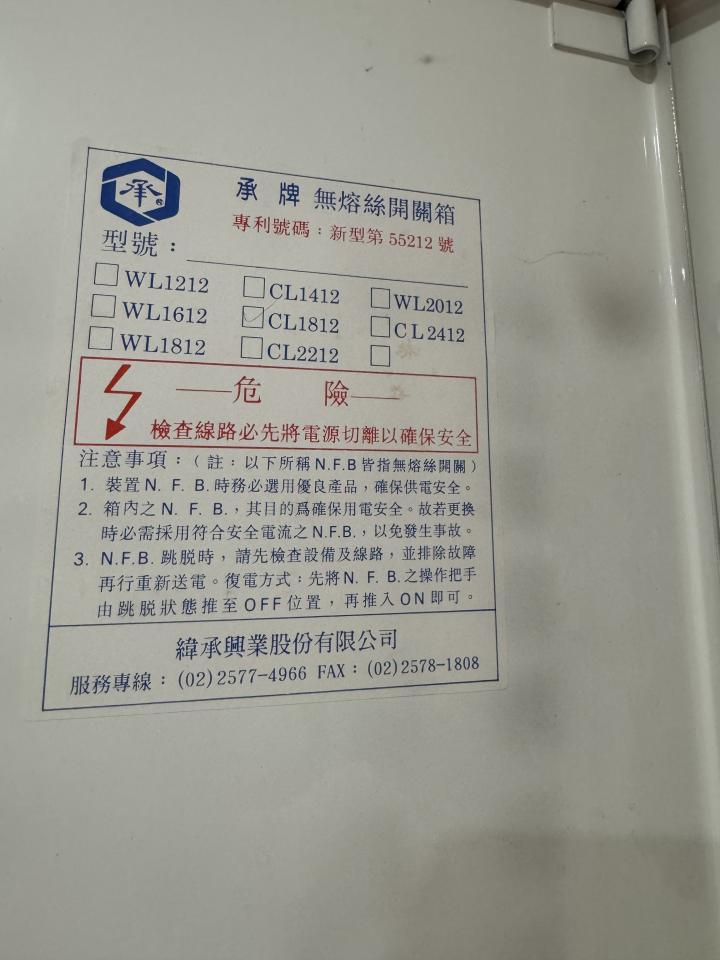 承 ®
承牌 無熔絲開關箱
專利號碼：新型第 55212 號
型號：
WL1212 CL1412 WL2012
WL1612 CL1812 CL2412
WL1812 CL2212
危 險
檢查線路必先將電源切離以確保安全
注意事項：（註：以下所稱N.F.B皆指無熔絲開關）
1. 裝置N. F. B.時務必選用優良產品，確保供電安全。
2. 箱內之N. F. B.，其目的爲確保用電安全。故若更換
時必需採用符合安全電流之N.F.B.，以免發生事故。
3. N.F.B. 跳脱時，請先檢查設備及線路，並排除故障
再行重新送電。復電方式：先將N. F. B.之操作把手
由跳脱狀態推至OFF位置，再推入ON即可。
緯承興業股份有限公司
服務專線：(02)2577-4966 FAX：(02)2578-1808